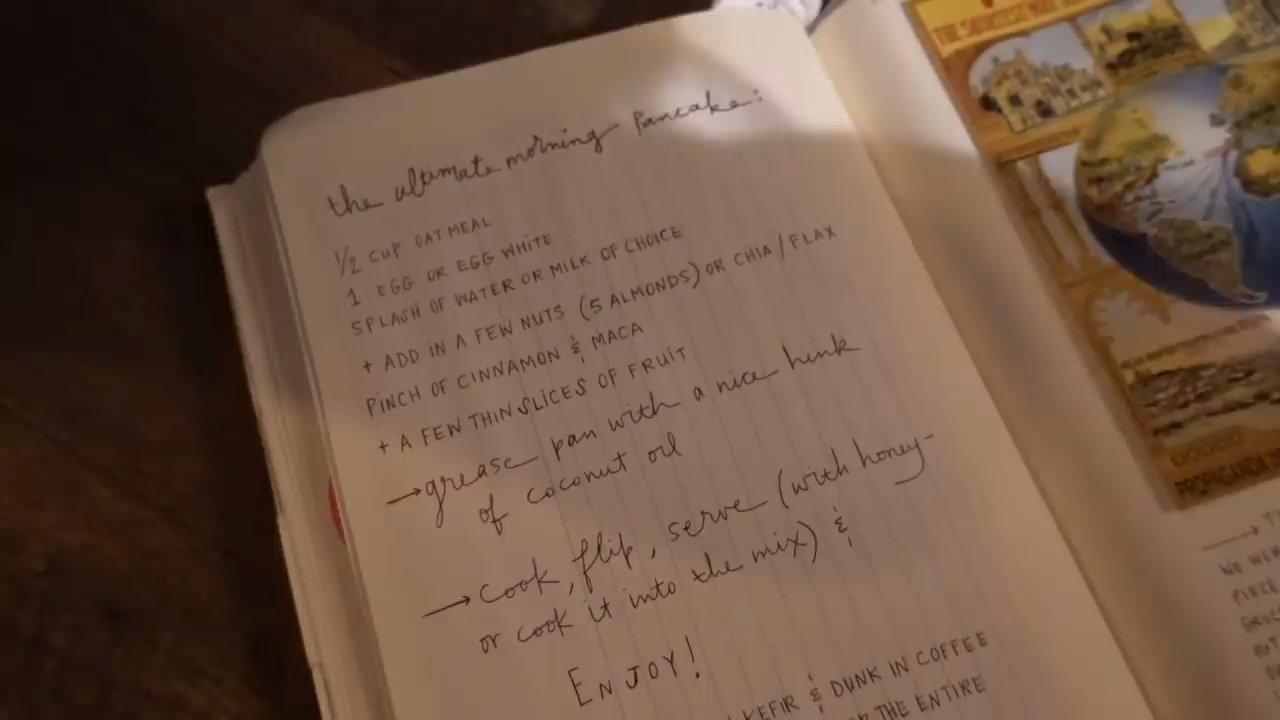 the ultimate morning Pancake:
1/2 CUP OATMEAL
1 EGG OR EGG WHITE
SPLASH OF WATER OR MILK OF CHOICE
+ ADD IN A FEW NUTS (5 ALMONDS) OR CHIA / FLAX
PINCH OF CINNAMON & MACA
+ A FEW THIN SLICES OF FRUIT
→ grease pan with a nice hunk
of coconut oil
→ cook, flip, serve (with honey-
or cook it into the mix) &
ENJOY!
KEFIR & DUNK IN COFFEE
THE ENTIRE
THE
PROPAGANDA